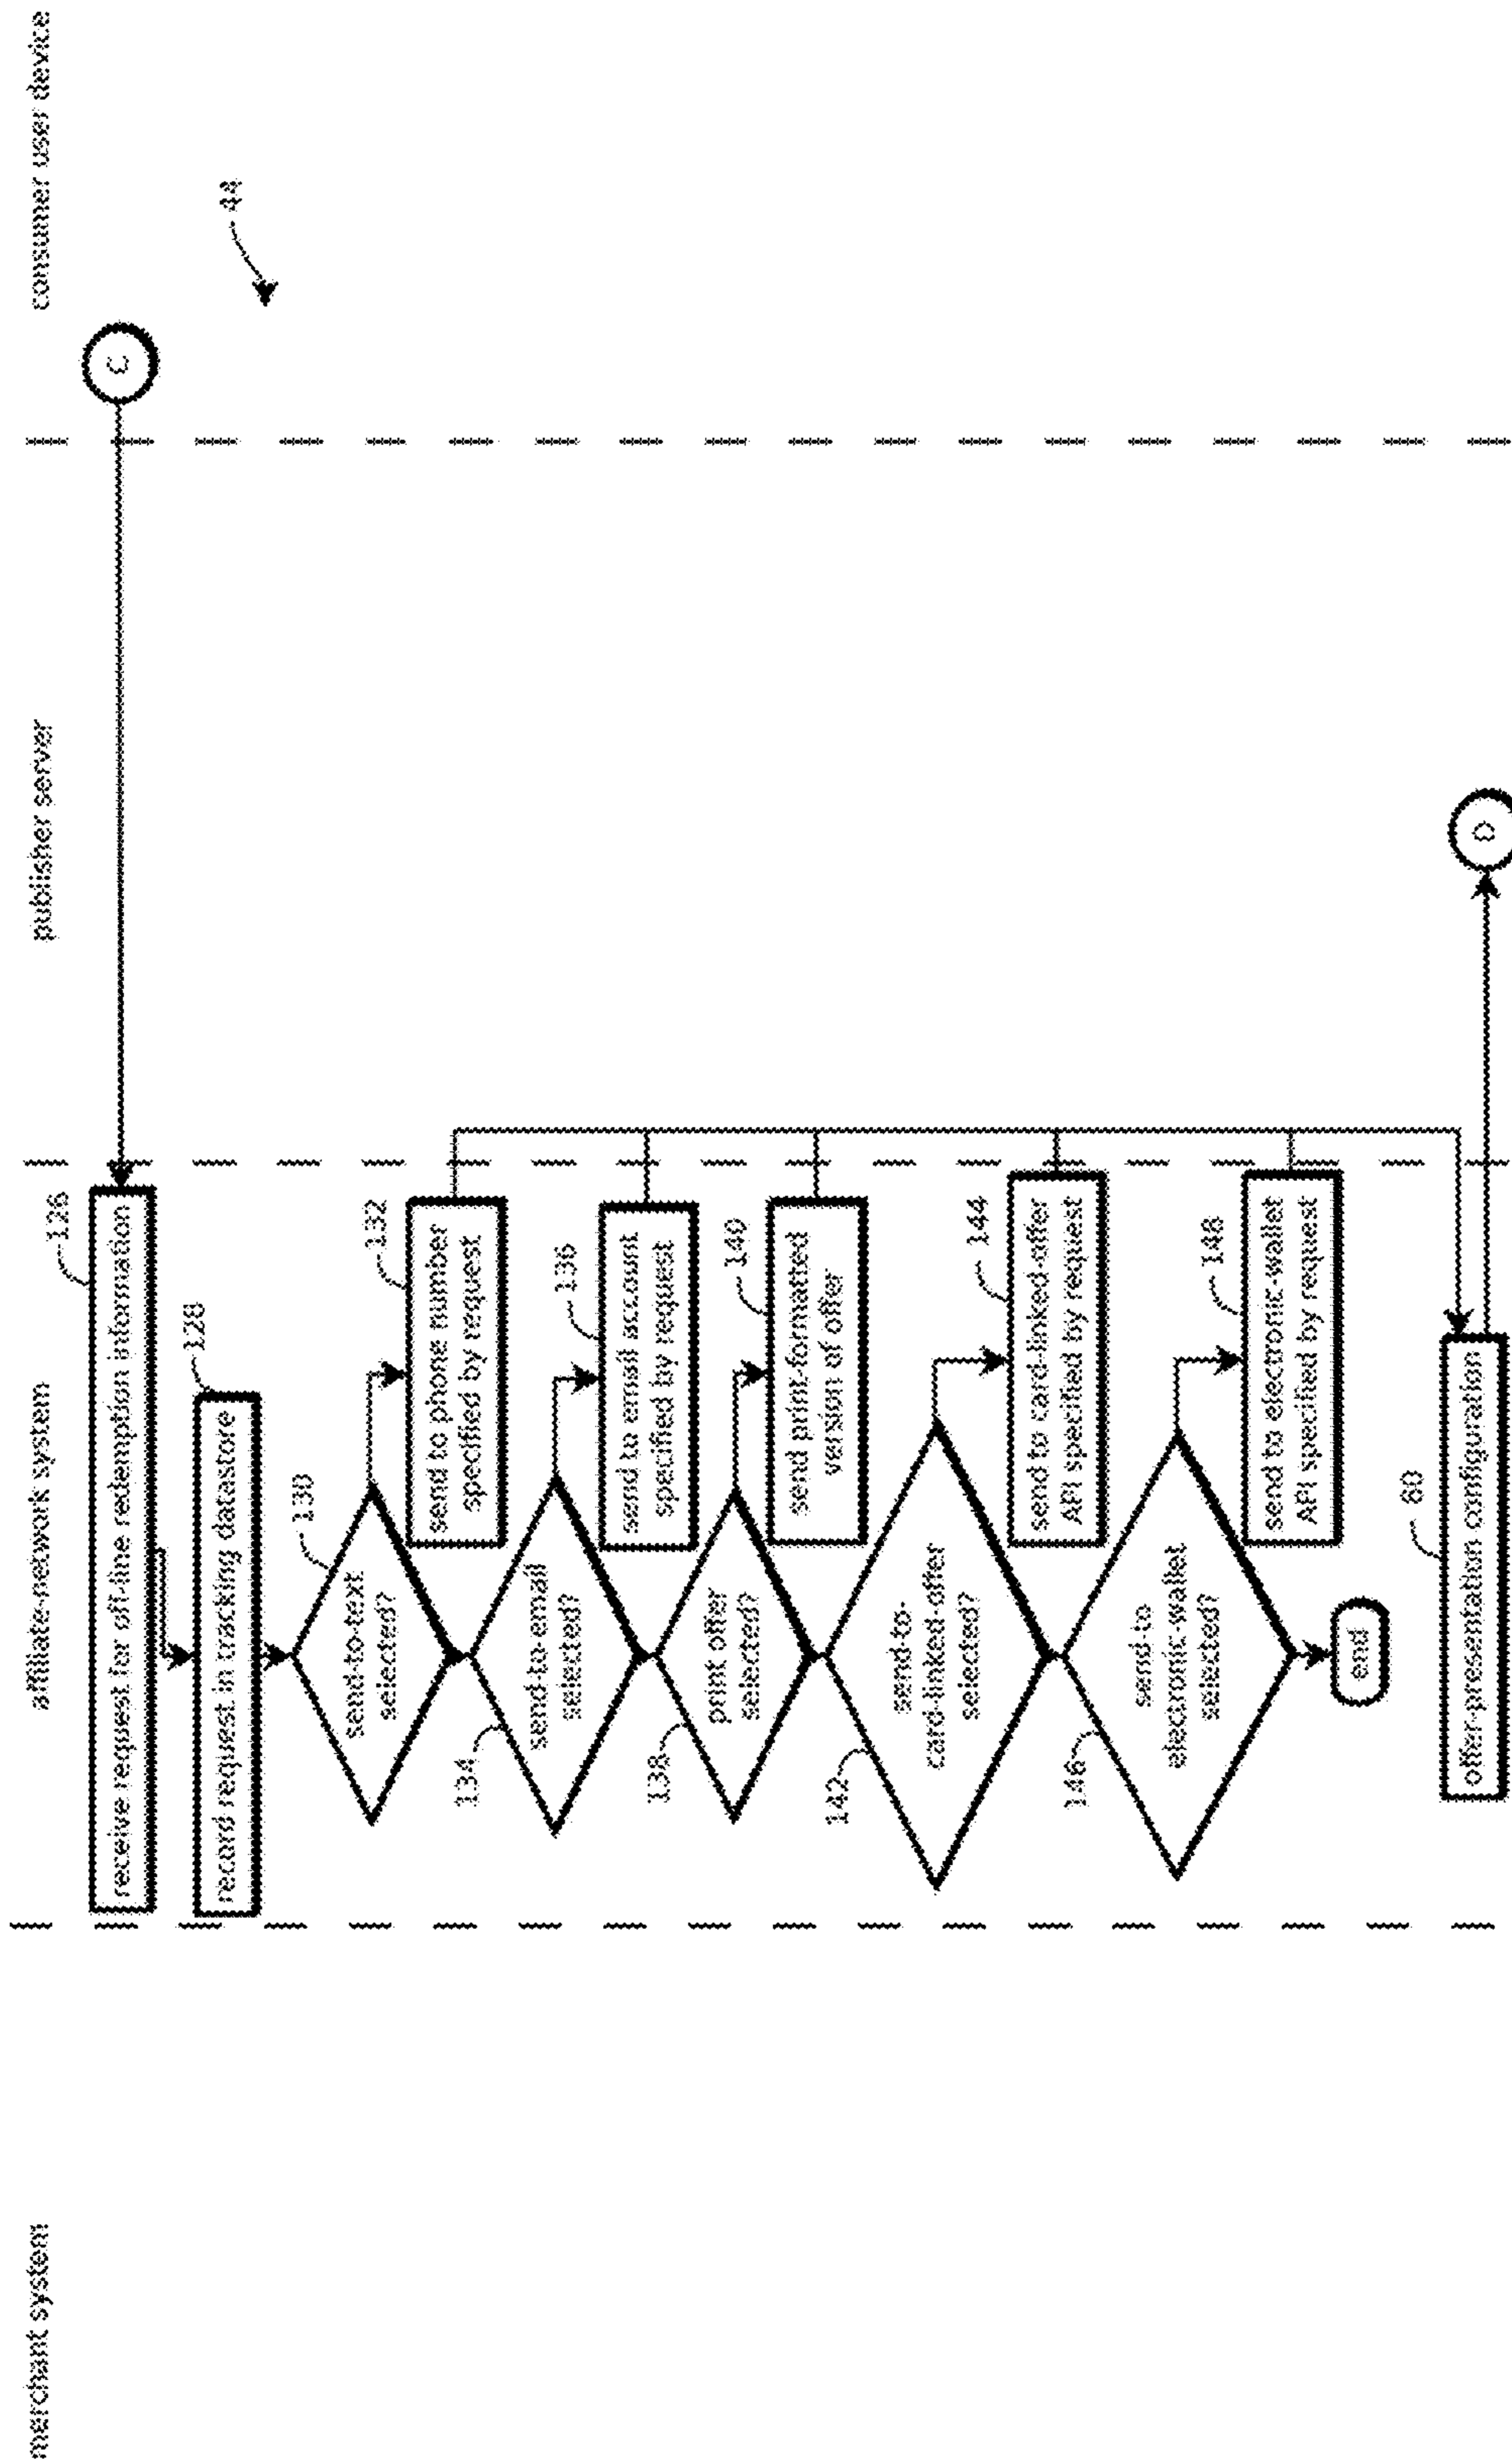 merchant system
affiliate-network system
publisher server
consumer user device
C
44
126
receive request for off-line redemption information
128
record request in tracking datastore
130
send-to-text
selected?
132
send to phone number
specified by request
134
send-to-email
selected?
136
send to email account
specified by request
138
print offer
selected?
140
send print-formatted
version of offer
142
send-to-
card-linked-offer
selected?
144
send to card-linked-offer
API specified by request
146
send-to
electronic-wallet
selected?
148
send to electronic-wallet
API specified by request
end
60
offer-presentation configuration
D